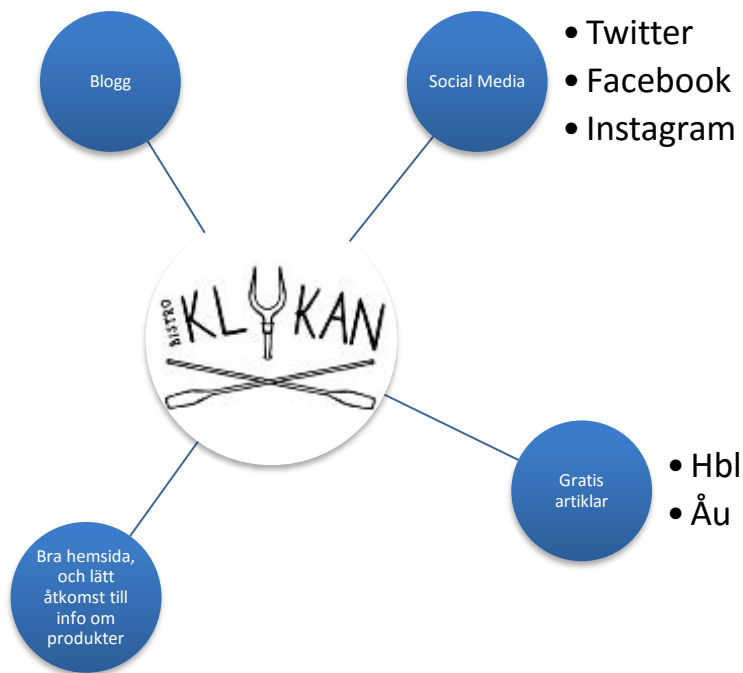 Blogg
Social Media
• Twitter
• Facebook
• Instagram
BISTRO
KLYKAN
Gratis
artiklar
• Hbl
• Åu
Bra hemsida,
och lätt
åtkomst till
info om
produkter